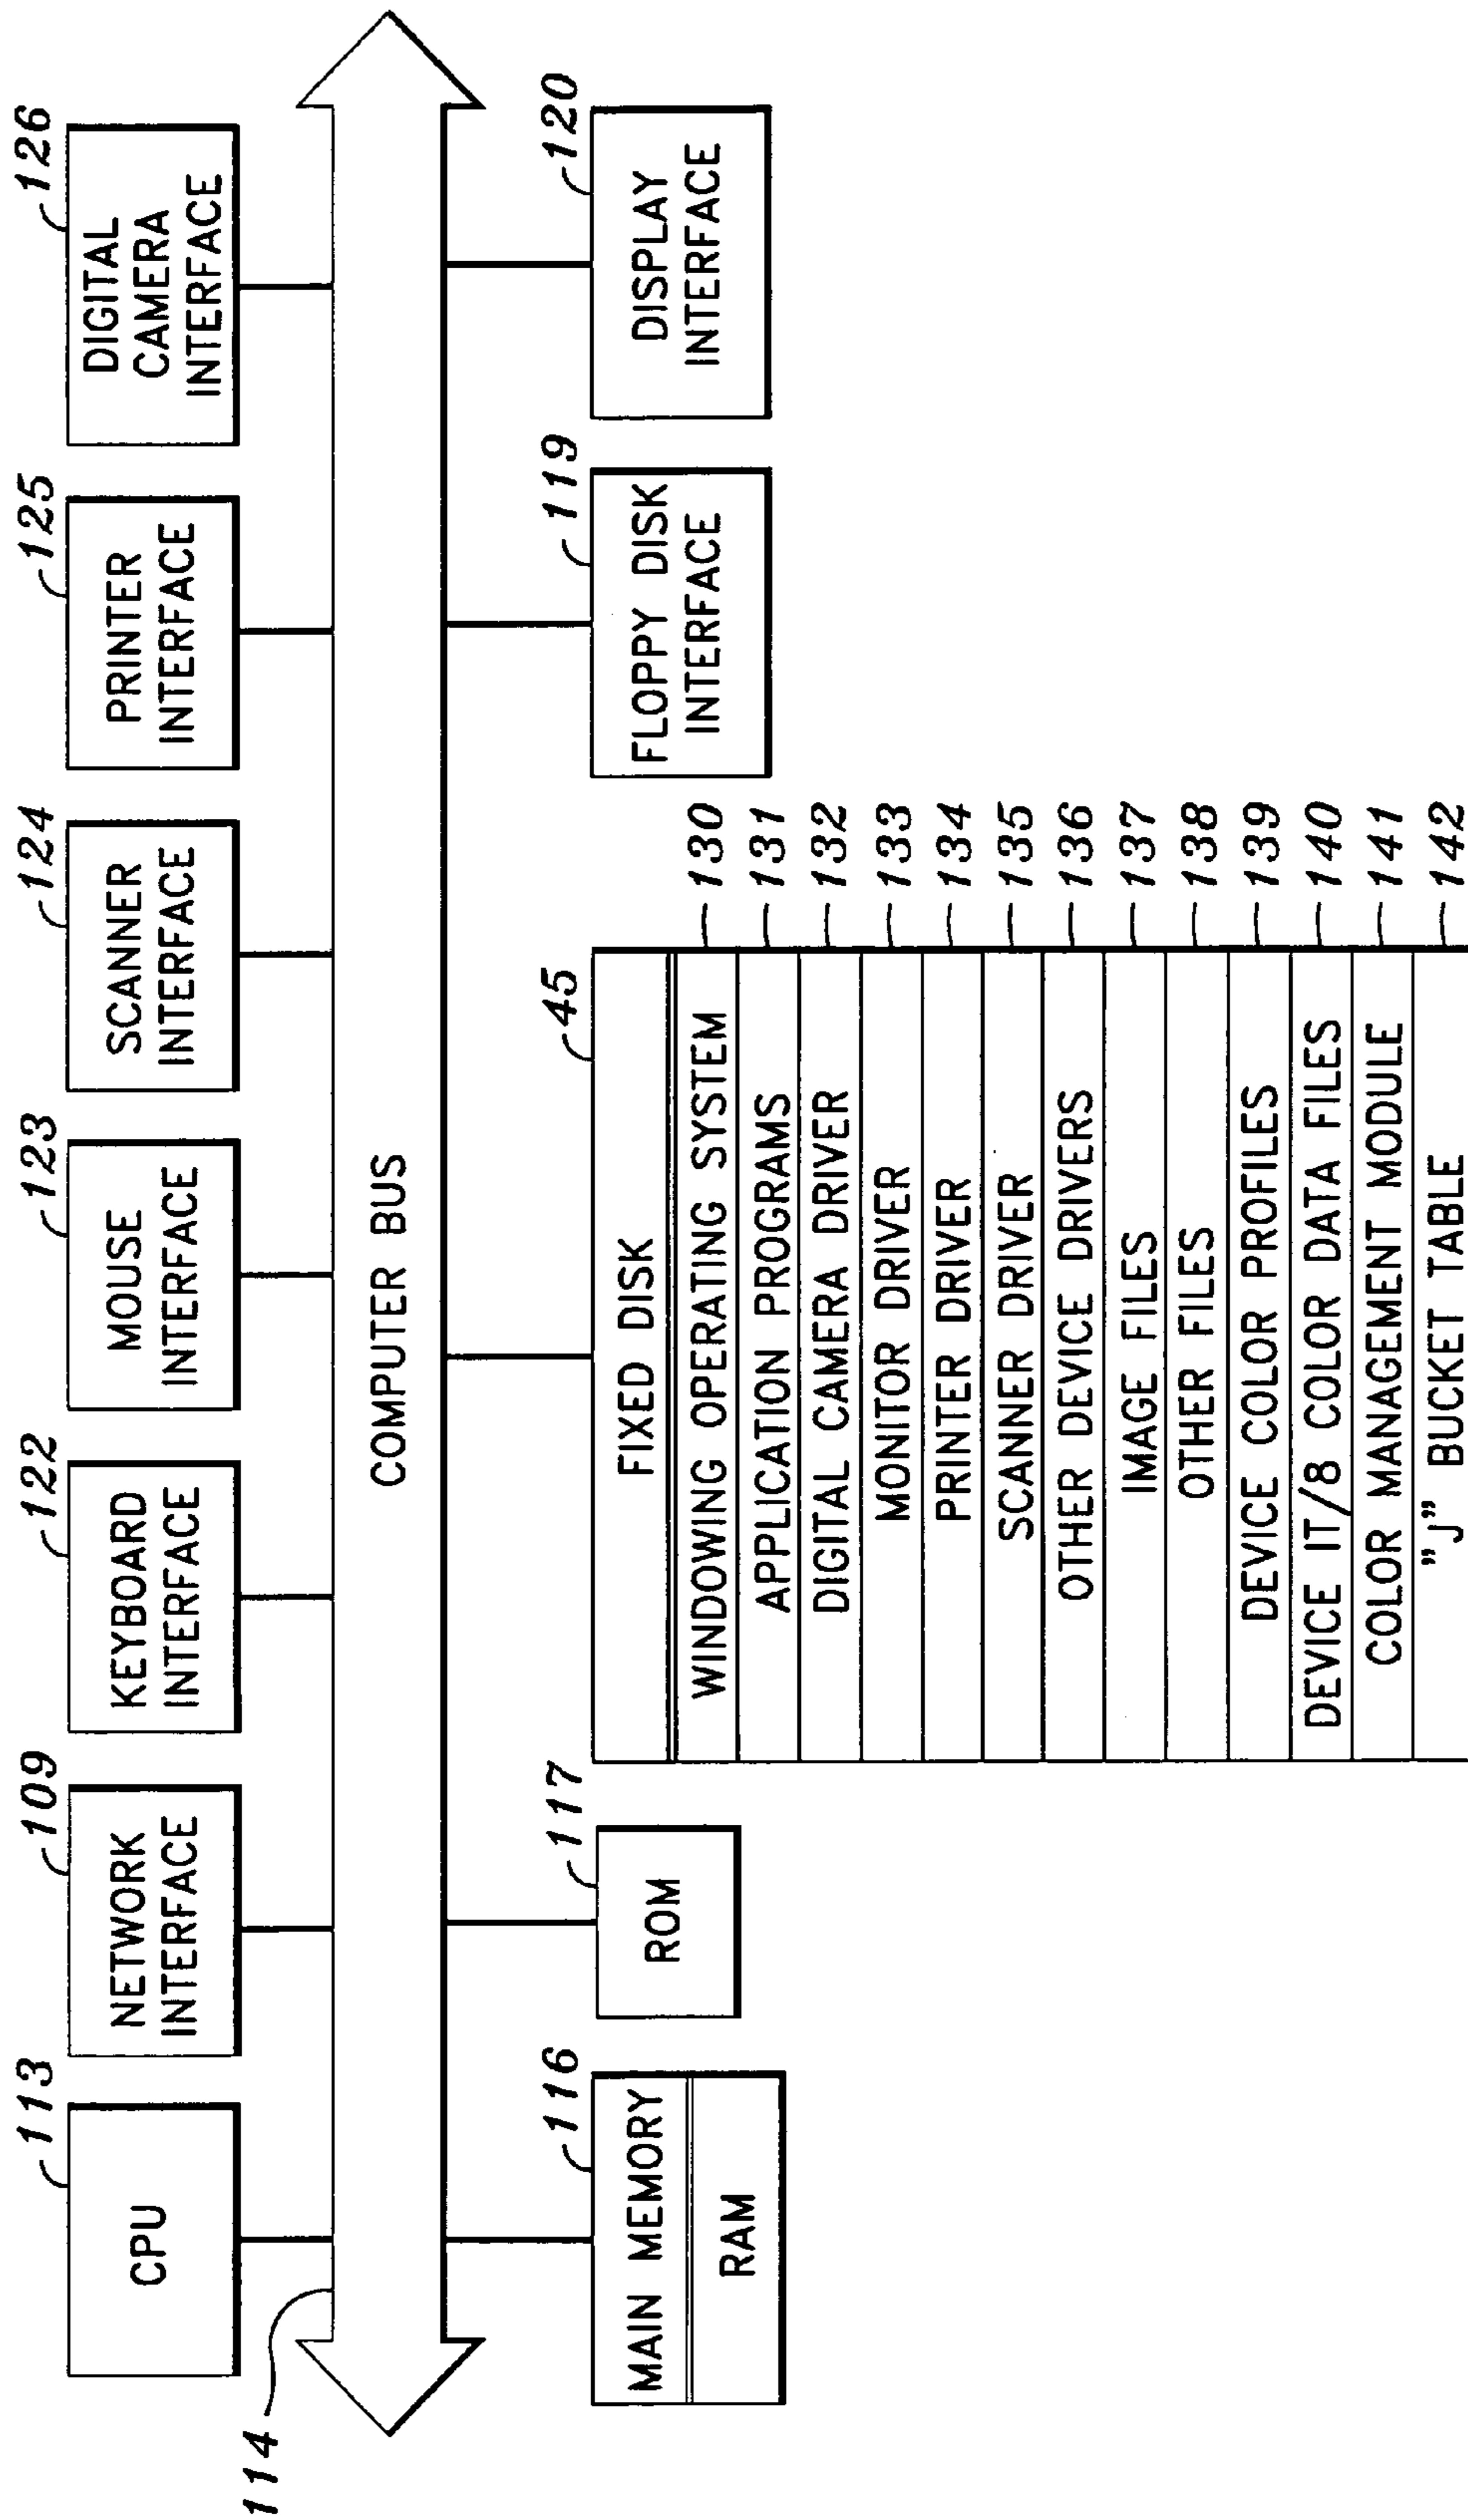 113
109
122
123
124
125
126
CPU
NETWORK
INTERFACE
KEYBOARD
INTERFACE
MOUSE
INTERFACE
SCANNER
INTERFACE
PRINTER
INTERFACE
DIGITAL
CAMERA
INTERFACE
114
COMPUTER BUS
116
117
45
119
120
MAIN MEMORY
RAM
ROM
FIXED DISK
WINDOWING OPERATING SYSTEM 130
APPLICATION PROGRAMS 131
DIGITAL CAMERA DRIVER 132
MONITOR DRIVER 133
PRINTER DRIVER 134
SCANNER DRIVER 135
OTHER DEVICE DRIVERS 136
IMAGE FILES 137
OTHER FILES 138
DEVICE COLOR PROFILES 139
DEVICE IT/8 COLOR DATA FILES 140
COLOR MANAGEMENT MODULE 141
"J" BUCKET TABLE 142
FLOPPY DISK
INTERFACE
DISPLAY
INTERFACE